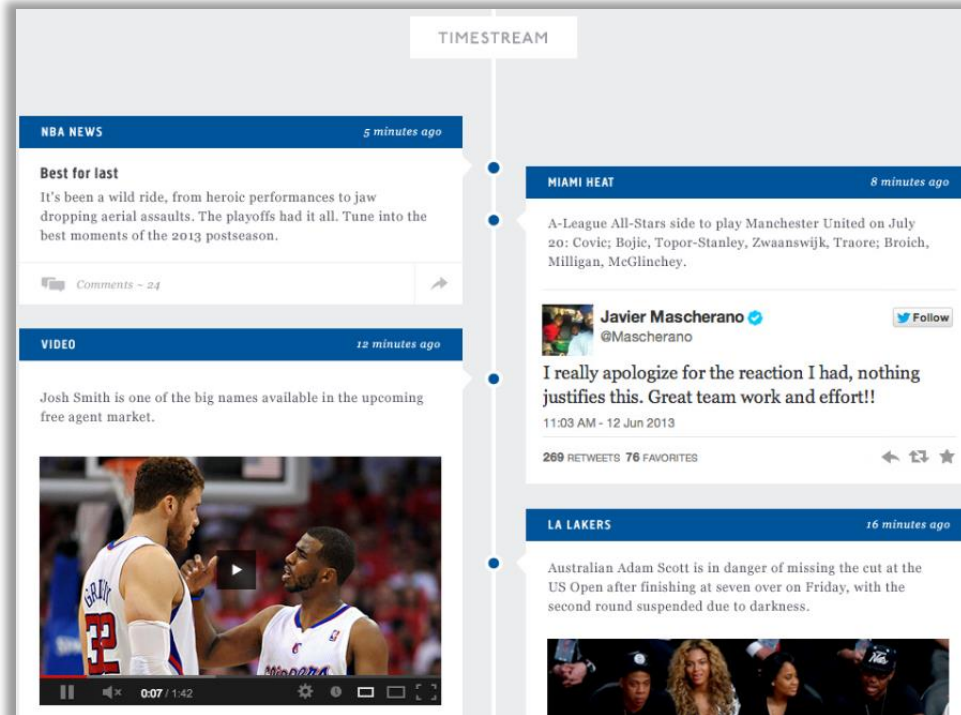 TIMESTREAM
NBA NEWS
5 minutes ago
Best for last
It's been a wild ride, from heroic performances to jaw
dropping aerial assaults. The playoffs had it all. Tune into the
best moments of the 2013 postseason.
Comments ~ 24
MIAMI HEAT
8 minutes ago
A-League All-Stars side to play Manchester United on July
20: Covic; Bojic, Topor-Stanley, Zwaanswijk, Traore; Broich,
Milligan, McGlinchey.
Javier Mascherano
@Mascherano
Follow
I really apologize for the reaction I had, nothing
justifies this. Great team work and effort!!
11:03 AM - 12 Jun 2013
269 RETWEETS 76 FAVORITES
VIDEO
12 minutes ago
Josh Smith is one of the big names available in the upcoming
free agent market.
32
0:07 / 1:42
LA LAKERS
16 minutes ago
Australian Adam Scott is in danger of missing the cut at the
US Open after finishing at seven over on Friday, with the
second round suspended due to darkness.